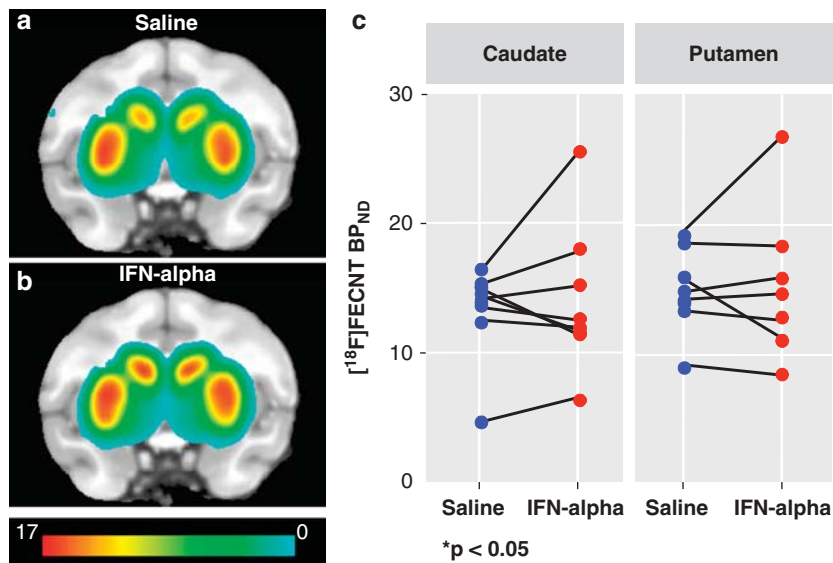 a
Saline
b
IFN-alpha
17
0
c
Caudate
Putamen
[18F]FECNT BPND
30
20
10
0
Saline
IFN-alpha
Saline
IFN-alpha
*p < 0.05